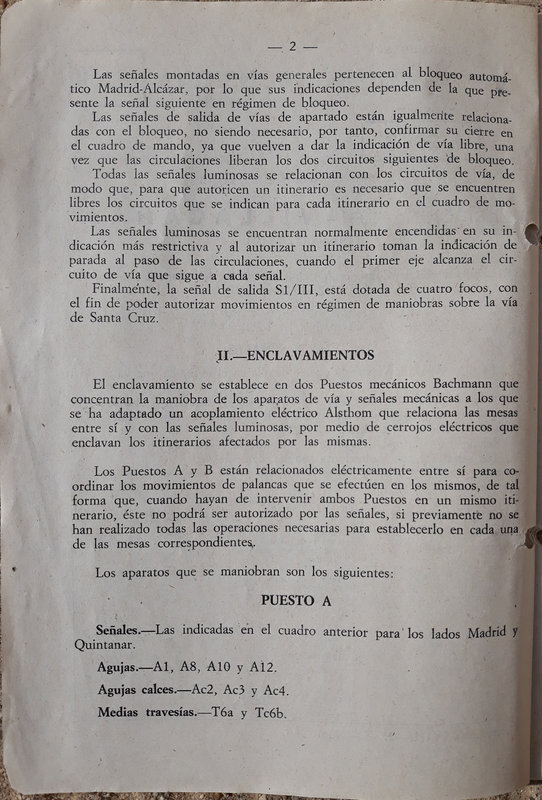 — 2 —
Las señales montadas en vías generales pertenecen al bloqueo automá-
tico Madrid-Alcázar, por lo que sus indicaciones dependen de la que pre-
sente la señal siguiente en régimen de bloqueo.
Las señales de salida de vías de apartado están igualmente relaciona-
das con el bloqueo, no siendo necesario, por tanto, confirmar su cierre en
el cuadro de mando, ya que vuelven a dar la indicación de vía libre, una
vez que las circulaciones liberan los dos circuitos siguientes de bloqueo.
Todas las señales luminosas se relacionan con los circuitos de vía, de
modo que, para que autoricen un itinerario es necesario que se encuentren
libres los circuitos que se indican para cada itinerario en el cuadro de mo-
vimientos.
Las señales luminosas se encuentran normalmente encendidas en su in-
dicación más restrictiva y al autorizar un itinerario toman la indicación de
parada al paso de las circulaciones, cuando el primer eje alcanza el cir-
cuito de vía que sigue a cada señal.
Finalmente, la señal de salida S1/III, está dotada de cuatro focos, con
el fin de poder autorizar movimientos en régimen de maniobras sobre la vía
de Santa Cruz.
II.—ENCLAVAMIENTOS
El enclavamiento se establece en dos Puestos mecánicos Bachmann que
concentran la maniobra de los aparatos de vía y señales mecánicas a los que
se ha adaptado un acoplamiento eléctrico Alsthom que relaciona las mesas
entre sí y con las señales luminosas, por medio de cerrojos eléctricos que
enclavan los itinerarios afectados por las mismas.
Los Puestos A y B están relacionados eléctricamente entre sí para co-
ordinar los movimientos de palancas que se efectúen en los mismos, de tal
forma que, cuando hayan de intervenir ambos Puestos en un mismo iti-
nerario, éste no podrá ser autorizado por las señales, si previamente no se
han realizado todas las operaciones necesarias para establecerlo en cada una
de las mesas correspondientes.
Los aparatos que se maniobran son los siguientes:
PUESTO A
Señales.—Las indicadas en el cuadro anterior para los lados Madrid y
Quintanar.
Agujas.—A1, A8, A10 y A12.
Agujas calces.—Ac2, Ac3 y Ac4.
Medias travesías.—T6a y Tc6b.